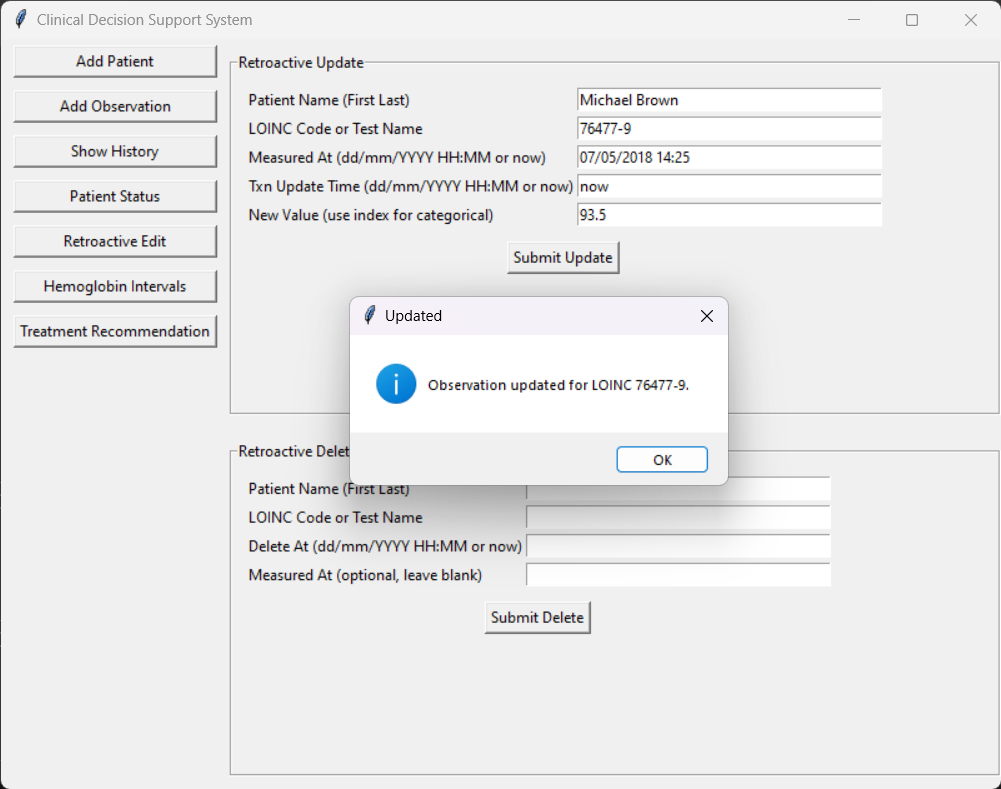 Clinical Decision Support System
Add Patient
Add Observation
Show History
Patient Status
Retroactive Edit
Hemoglobin Intervals
Treatment Recommendation
Retroactive Update
Patient Name (First Last) Michael Brown
LOINC Code or Test Name 76477-9
Measured At (dd/mm/YYYY HH:MM or now) 07/05/2018 14:25
Txn Update Time (dd/mm/YYYY HH:MM or now) now
New Value (use index for categorical) 93.5
Submit Update
Updated
i
Observation updated for LOINC 76477-9.
OK
Retroactive Delet
Patient Name (First Last)
LOINC Code or Test Name
Delete At (dd/mm/YYYY HH:MM or now)
Measured At (optional, leave blank)
Submit Delete